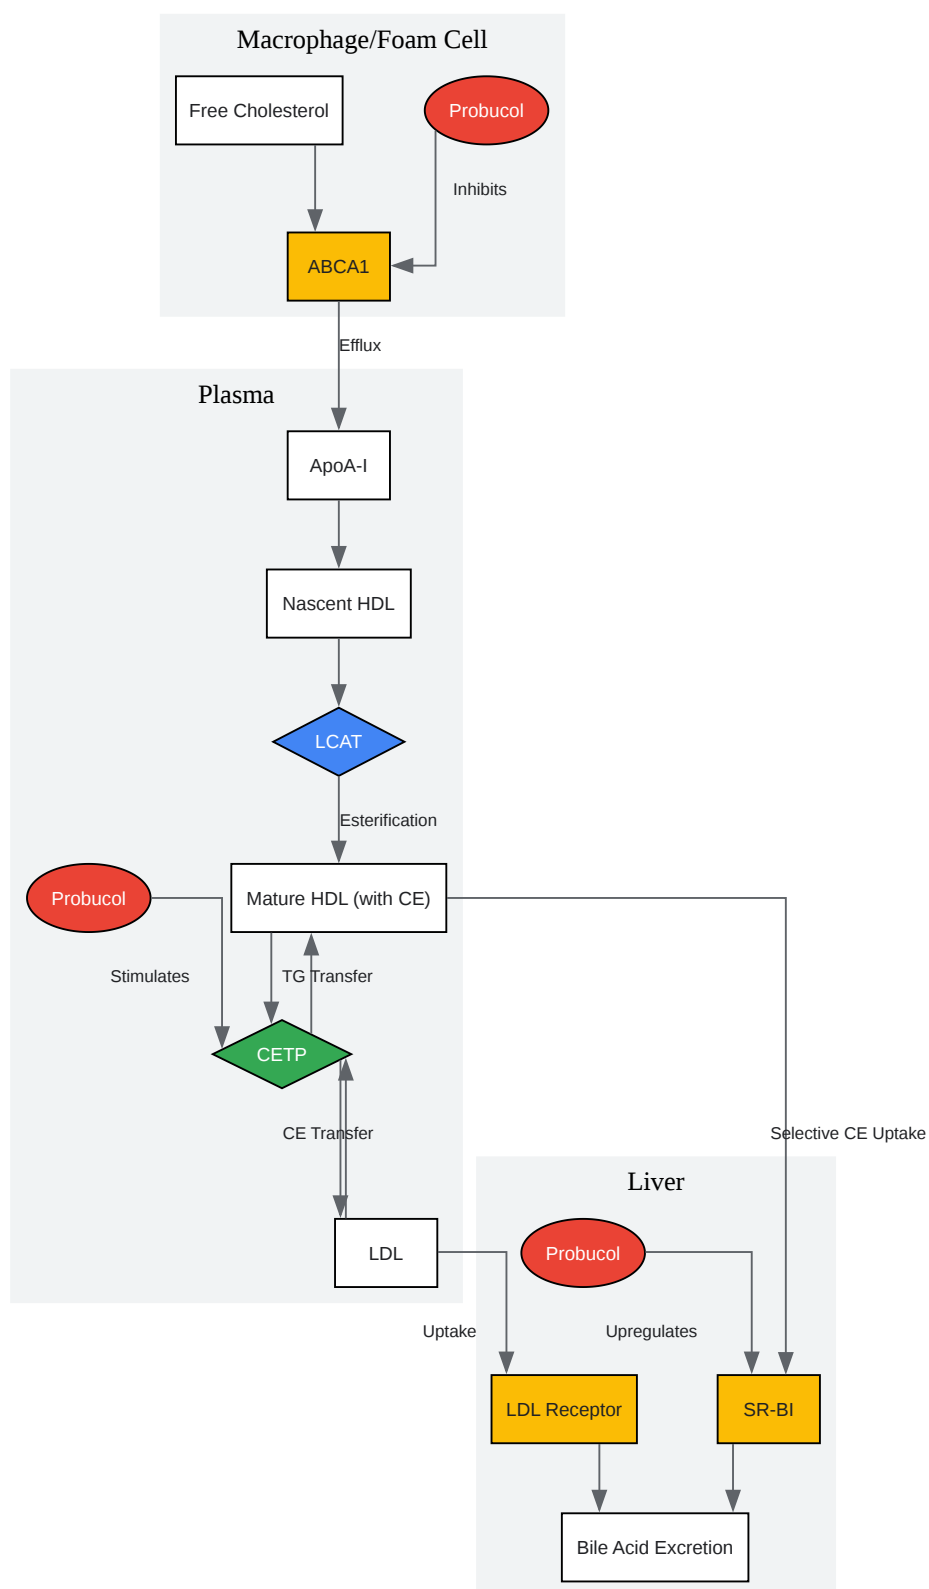 Macrophage/Foam Cell
Free Cholesterol
Probucol
Inhibits
ABCA1
Efflux
Plasma
ApoA-I
Nascent HDL
LCAT
Esterification
Probucol
Mature HDL (with CE)
Stimulates
TG Transfer
CETP
CE Transfer
Selective CE Uptake
Liver
LDL
Probucol
Uptake
Upregulates
LDL Receptor
SR-BI
Bile Acid Excretion